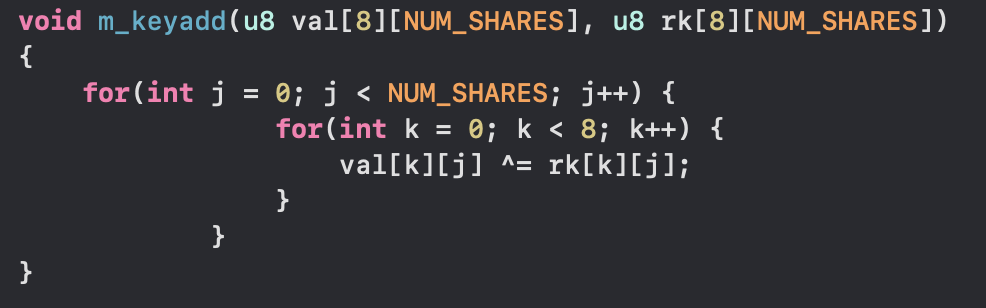 void m_keyadd(u8 val[8][NUM_SHARES], u8 rk[8][NUM_SHARES])
{
    for(int j = 0; j < NUM_SHARES; j++) {
                for(int k = 0; k < 8; k++) {
                    val[k][j] ^= rk[k][j];
                }
            }
}